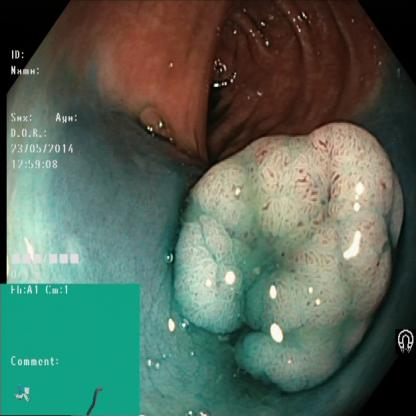 ID:
Name:
Sex: Age:
D.O.B.:
23/05/2014
12:59:08
Eh:A1 Cm:1
Comment: